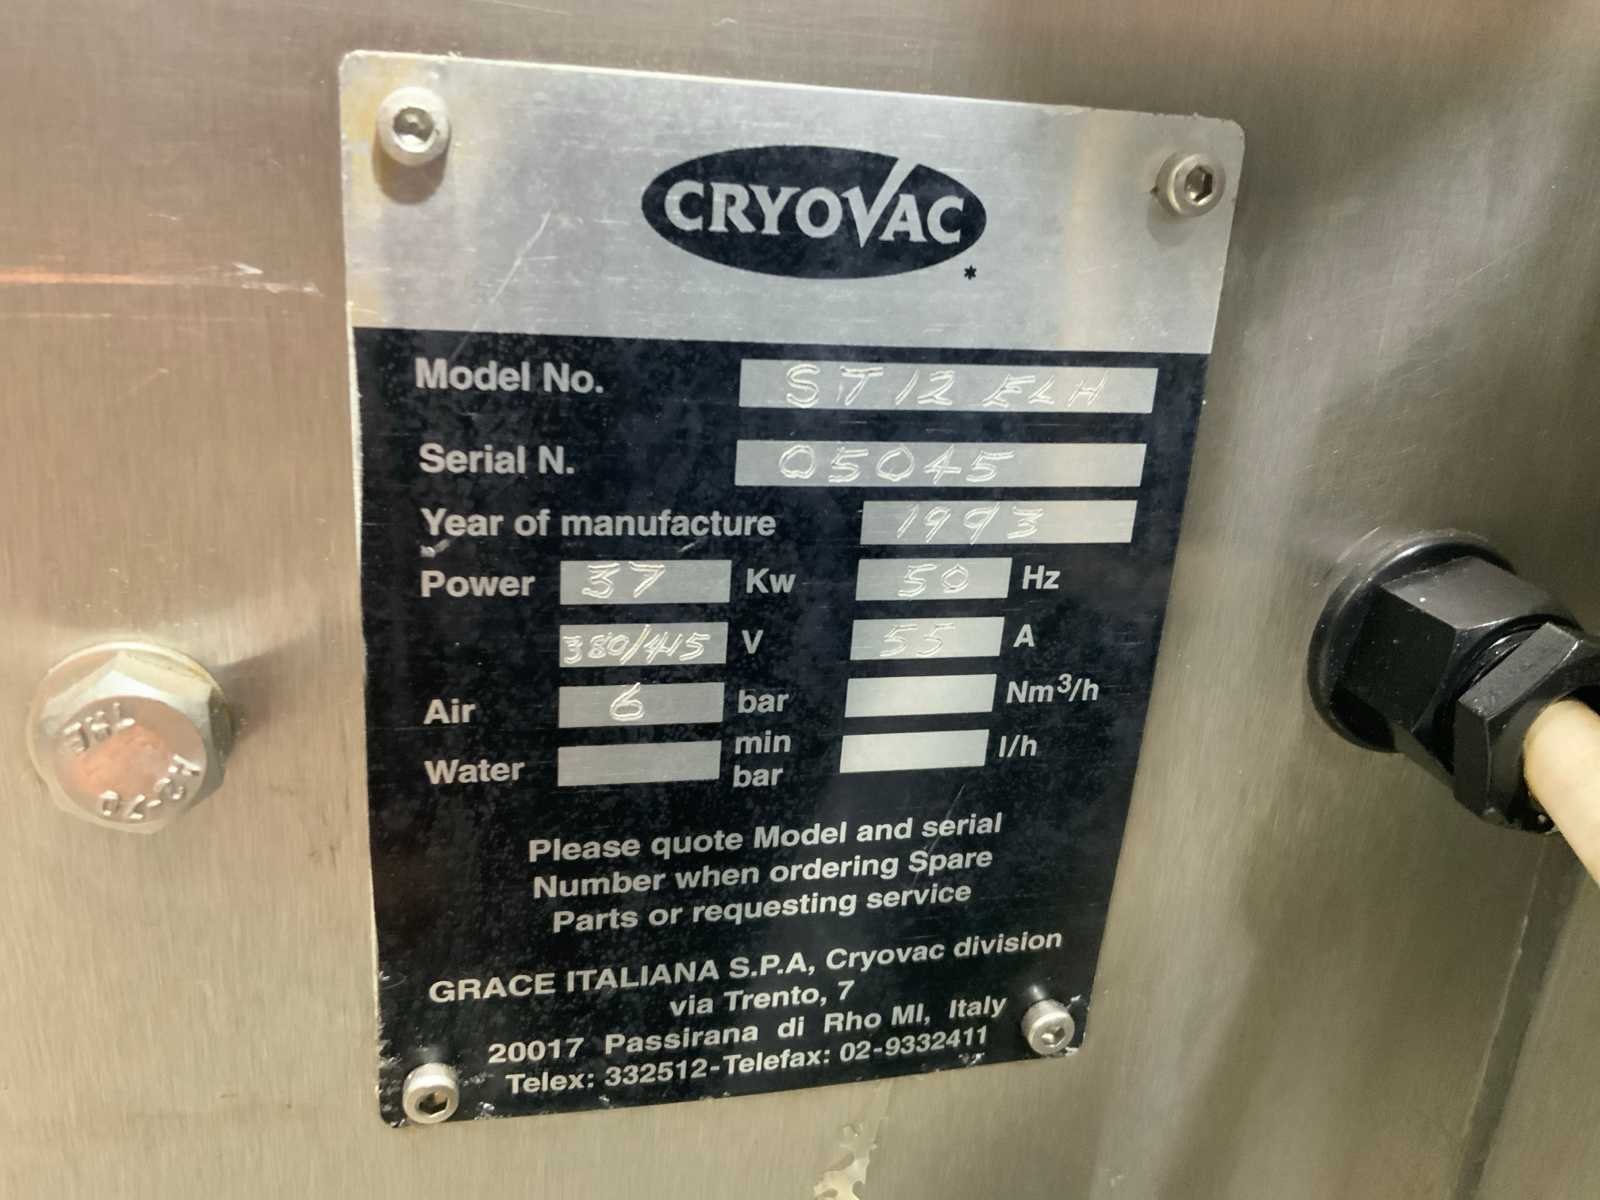 CRYOVAC
*
Model No. ST12 ELH
Serial N. 05045
Year of manufacture 1993
Power 37 Kw 50 Hz
380/415 V 55 A
Air 6 bar Nm³/h
Water min bar l/h
Please quote Model and serial
Number when ordering Spare
Parts or requesting service
GRACE ITALIANA S.P.A, Cryovac division
via Trento, 7
20017 Passirana di Rho MI, Italy
Telex: 332512-Telefax: 02-9332411
THE
A2-70